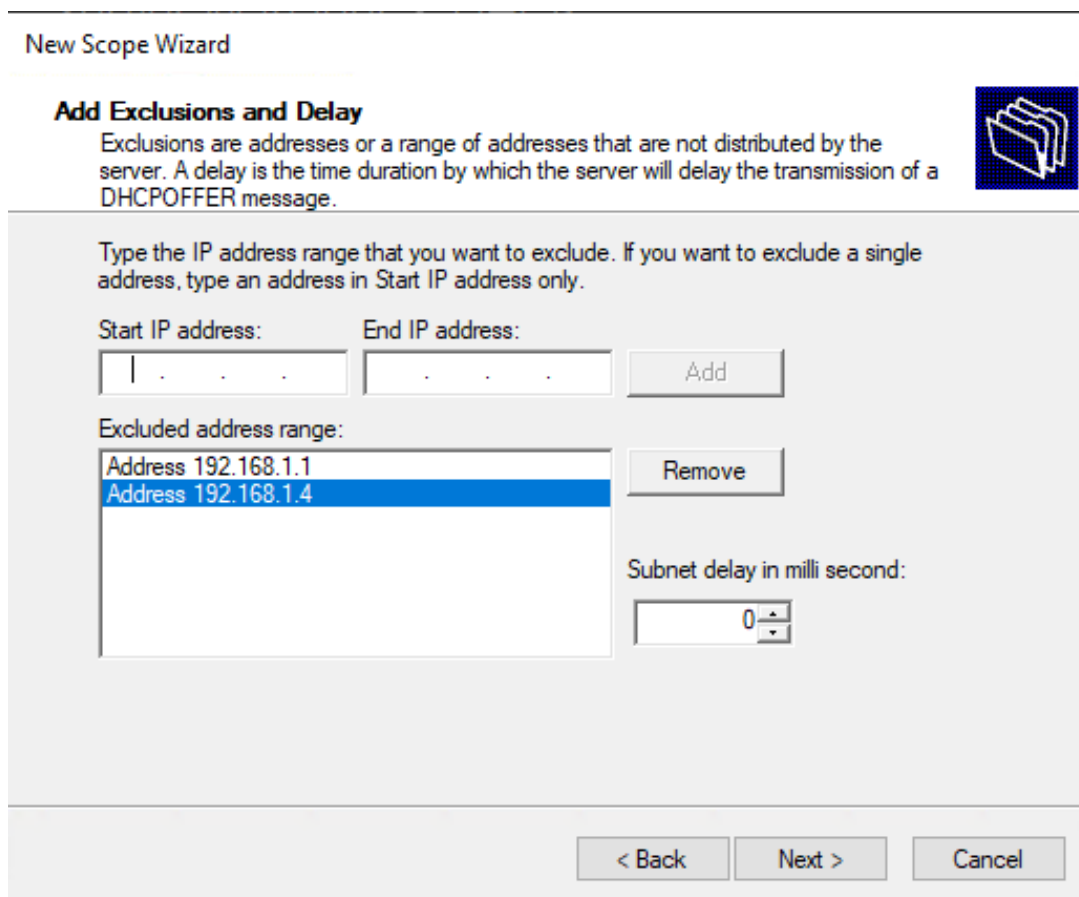 New Scope Wizard
Add Exclusions and Delay
Exclusions are addresses or a range of addresses that are not distributed by the
server. A delay is the time duration by which the server will delay the transmission of a
DHCPOFFER message.
Type the IP address range that you want to exclude. If you want to exclude a single
address, type an address in Start IP address only.
Start IP address: End IP address:
. . . . . . Add
Excluded address range:
Address 192.168.1.1
Remove
Address 192.168.1.4
Subnet delay in milli second:
0
< Back Next > Cancel